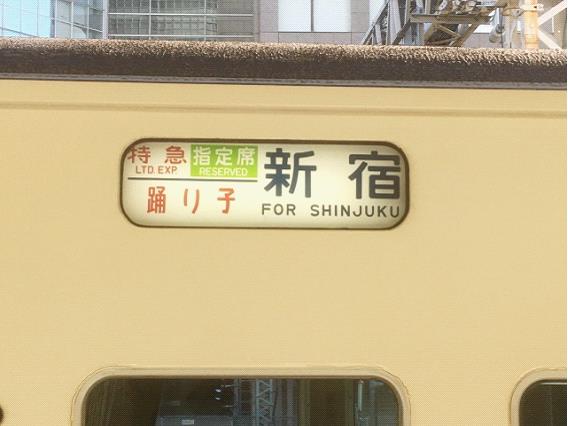 特急 指定席 新宿
LTD. EXP. RESERVED
踊り子 FOR SHINJUKU